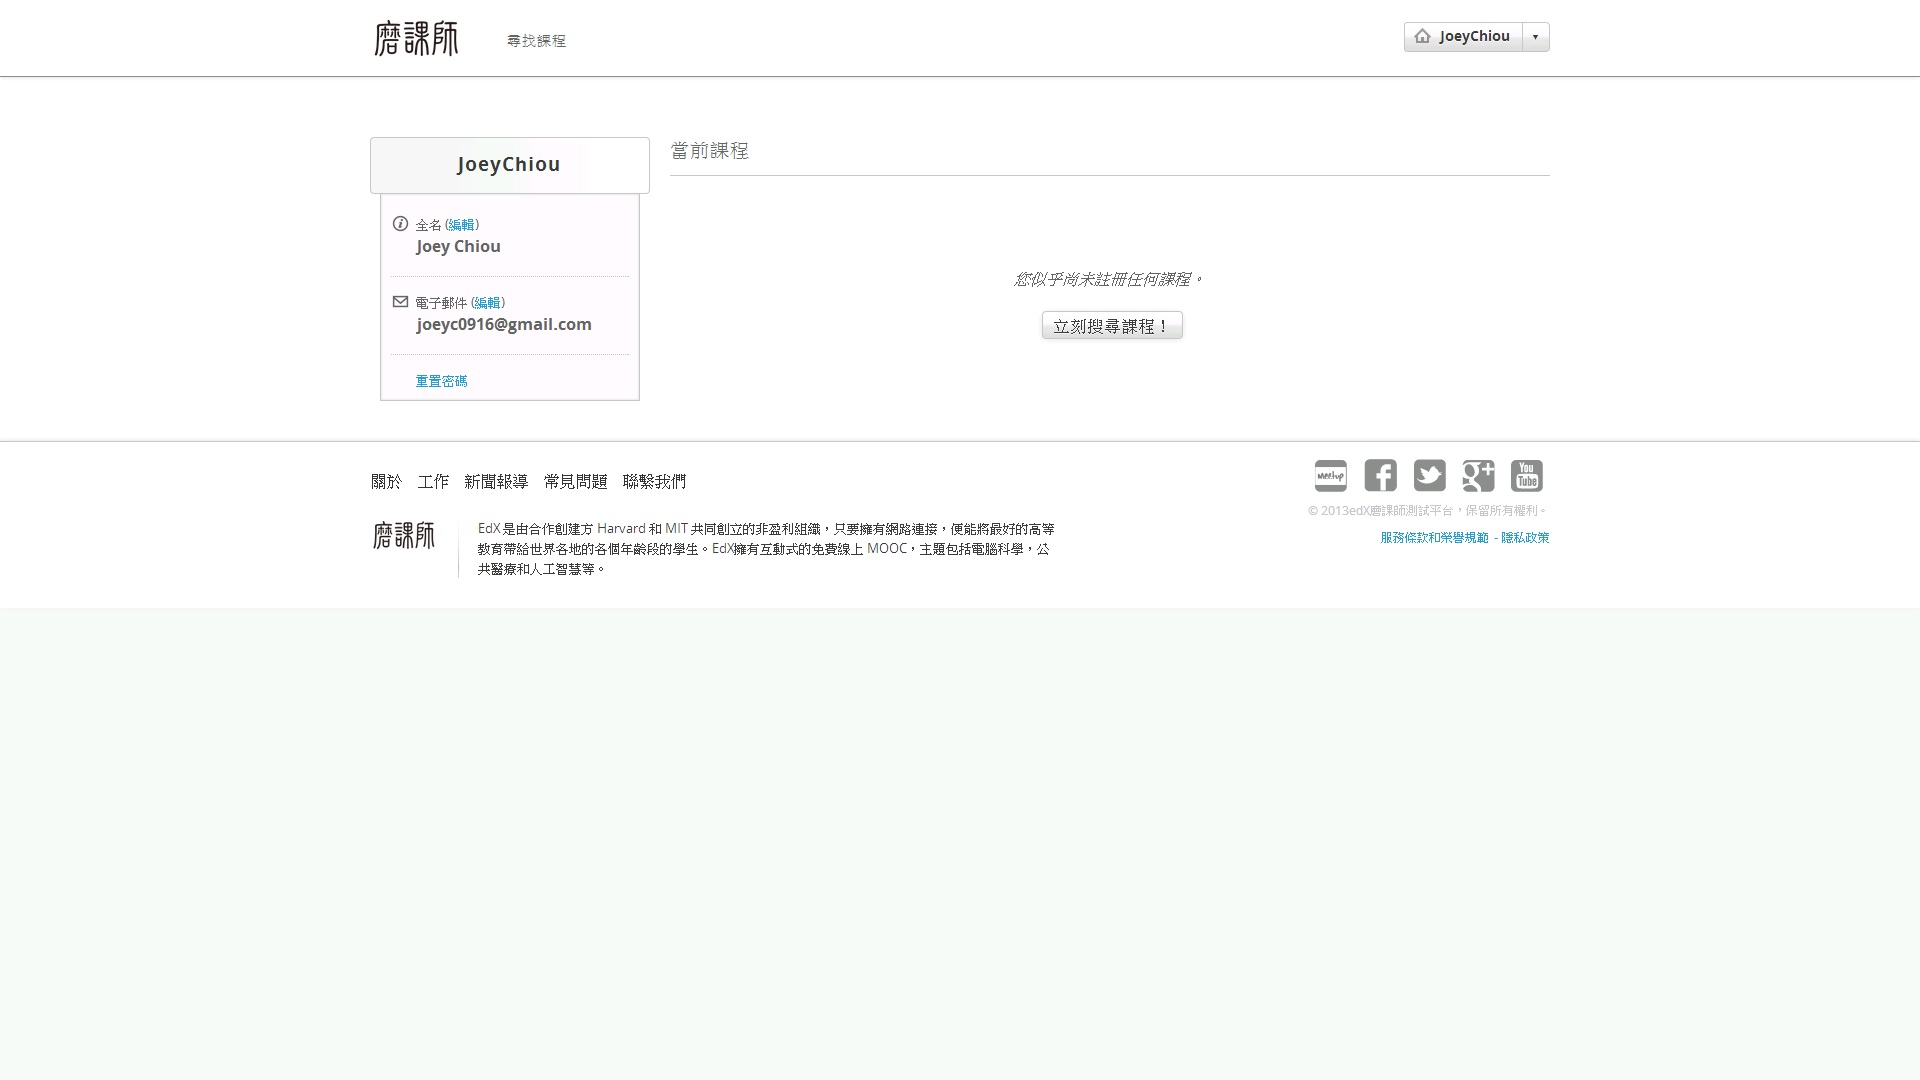 磨課師
尋找課程
JoeyChiou
JoeyChiou
全名 (編輯)
Joey Chiou
電子郵件 (編輯)
joeyc0916@gmail.com
重置密碼
當前課程
您似乎尚未註冊任何課程。
立刻搜尋課程！
關於 工作 新聞報導 常見問題 聯繫我們
磨課師
EdX 是由合作創建方 Harvard 和 MIT 共同創立的非盈利組織，只要擁有網路連接，便能將最好的高等
教育帶給世界各地的各個年齡段的學生。EdX擁有互動式的免費線上 MOOC，主題包括電腦科學，公
共醫療和人工智慧等。
meetup
You
Tube
© 2013edX磨課師測試平台，保留所有權利。
服務條款和榮譽規範 - 隱私政策